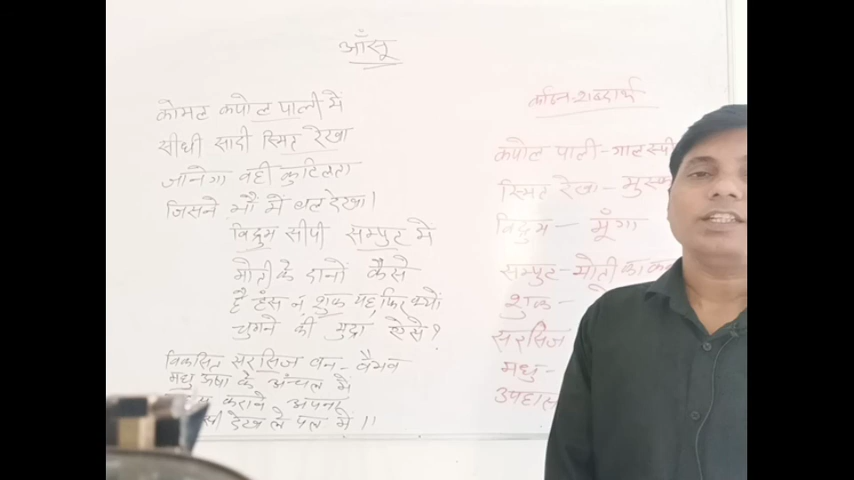 आँसू
कोमल कपोल पाली में
सीधी सादी स्मित रेखा
जानेगा वही कुटिलता
जिसने भौं में बल देखा।
विद्रुम सीपी सम्पुट में
मोती के दाने कैसे
है हंस न शुक यह, फिर क्यों
चुगने की मुद्रा ऐसे?
विकसित सरसिज वन - वैभव
मधु ऊषा के अंचल में
कराने अपना
देख ले पल में ।।
कठिन शब्दार्थ
कपोल पाली - गाल
स्मित रेखा -
विद्रुम - मूँगा
सम्पुट - मोती का
शुक -
सरसिज
मधु -